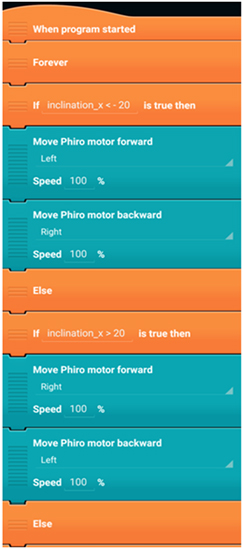 When program started
Forever
If inclination_x < - 20 is true then
Move Phiro motor forward
Left
Speed 100 %
Move Phiro motor backward
Right
Speed 100 %
Else
If inclination_x > 20 is true then
Move Phiro motor forward
Right
Speed 100 %
Move Phiro motor backward
Left
Speed 100 %
Else